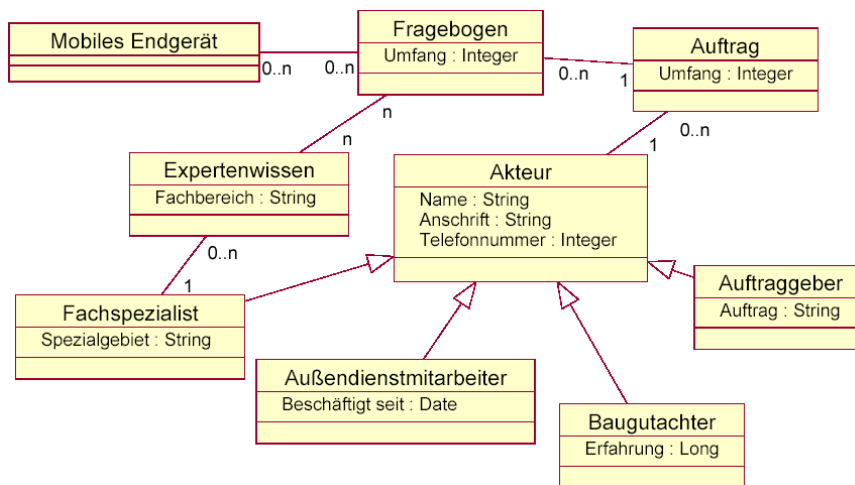 Mobiles Endgerät
0..n
0..n
Fragebogen
Umfang : Integer
0..n
1
Auftrag
Umfang : Integer
n
n
0..n
1
Expertenwissen
Fachbereich : String
Akteur
Name : String
Anschrift : String
Telefonnummer : Integer
0..n
1
Fachspezialist
Spezialgebiet : String
Auftraggeber
Auftrag : String
Außendienstmitarbeiter
Beschäftigt seit : Date
Baugutachter
Erfahrung : Long